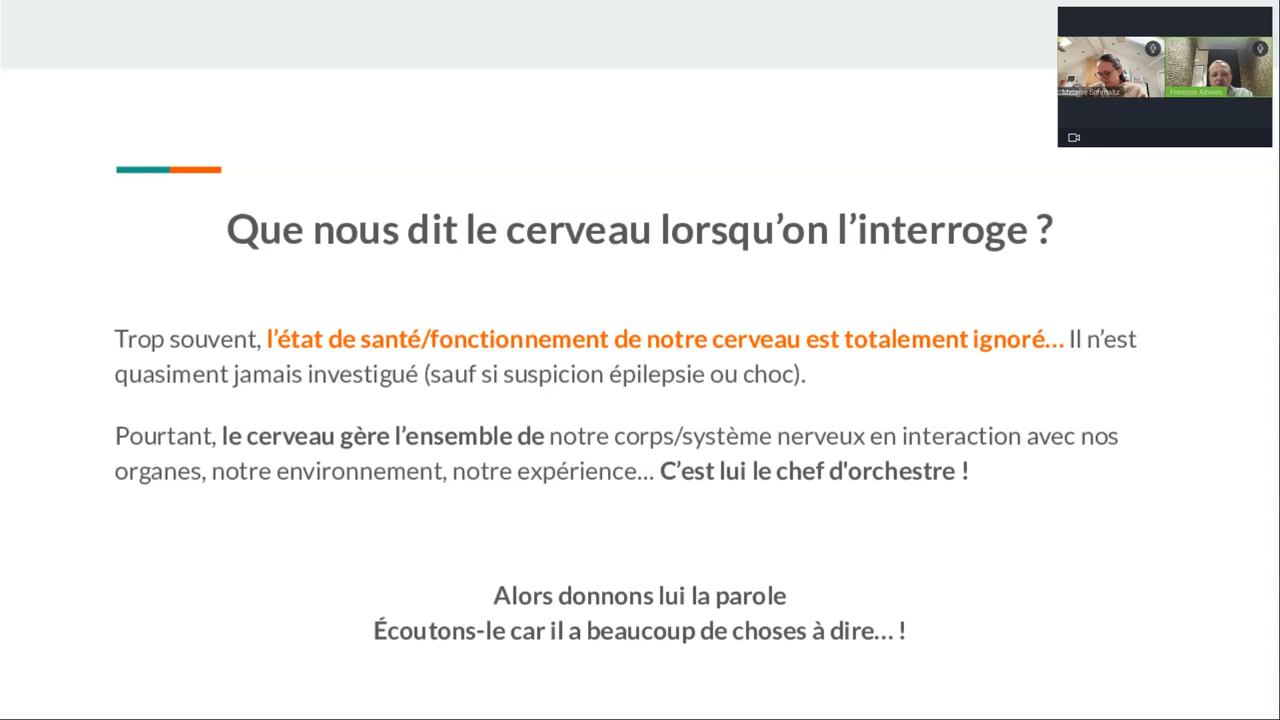 Melanie Schmaltz
François Aitwies
Que nous dit le cerveau lorsqu’on l’interroge ?
Trop souvent, l’état de santé/fonctionnement de notre cerveau est totalement ignoré… Il n’est
quasiment jamais investigué (sauf si suspicion épilepsie ou choc).
Pourtant, le cerveau gère l’ensemble de notre corps/système nerveux en interaction avec nos
organes, notre environnement, notre expérience... C’est lui le chef d'orchestre !
Alors donnons lui la parole
Écoutons-le car il a beaucoup de choses à dire… !